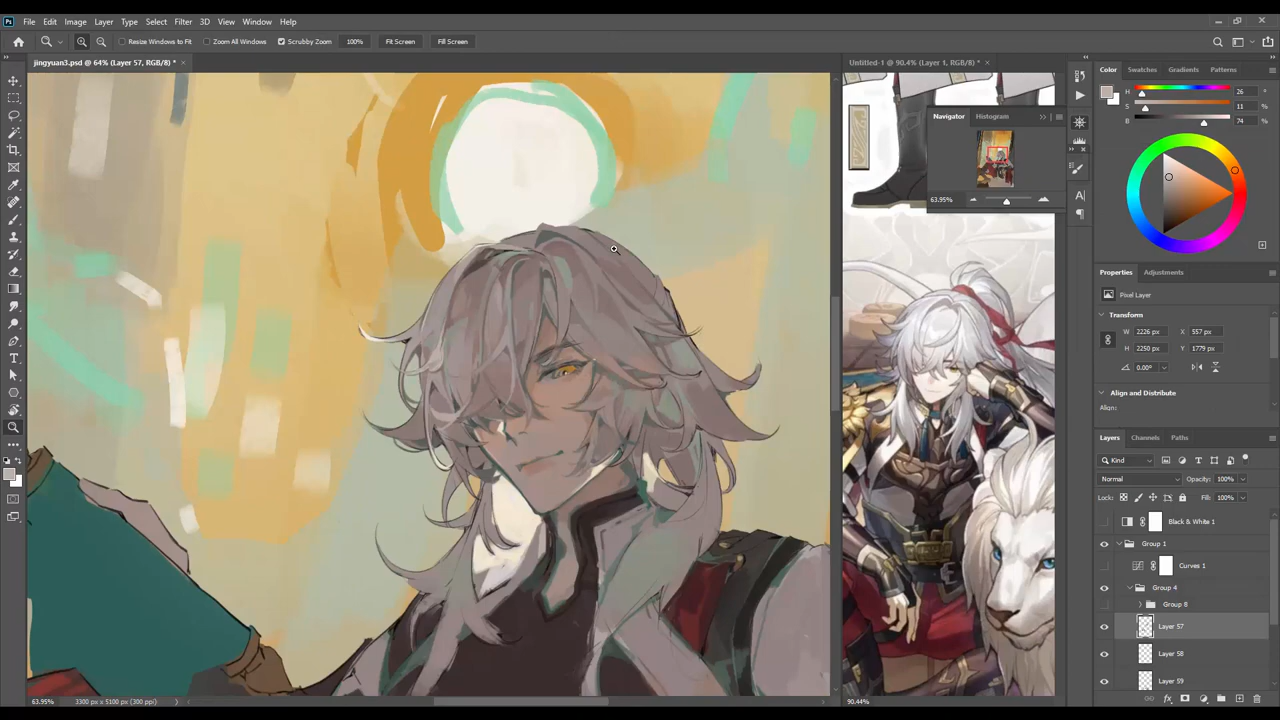 Ps File Edit Image Layer Type Select Filter 3D View Window Help
Resize Windows to Fit Zoom All Windows Scrubby Zoom 100% Fit Screen Fill Screen
jingyuan3.psd @ 64% (Layer 57, RGB/8) *
Untitled-1 @ 90.4% (Layer 1, RGB/8) *
Color Swatches Gradients Patterns
H 26 °
S 11 %
B 74 %
Navigator Histogram
63.95%
Properties Adjustments
Pixel Layer
Transform
W 2226 px X 557 px
H 2250 px Y 1779 px
0.00°
Align and Distribute
Align:
Layers Channels Paths
Kind
Normal Opacity: 100%
Lock: Fill: 100%
Black & White 1
Group 1
Curves 1
Group 4
Group 8
Layer 57
Layer 58
Layer 59
63.95% 3300 px x 5100 px (300 ppi)
90.44%